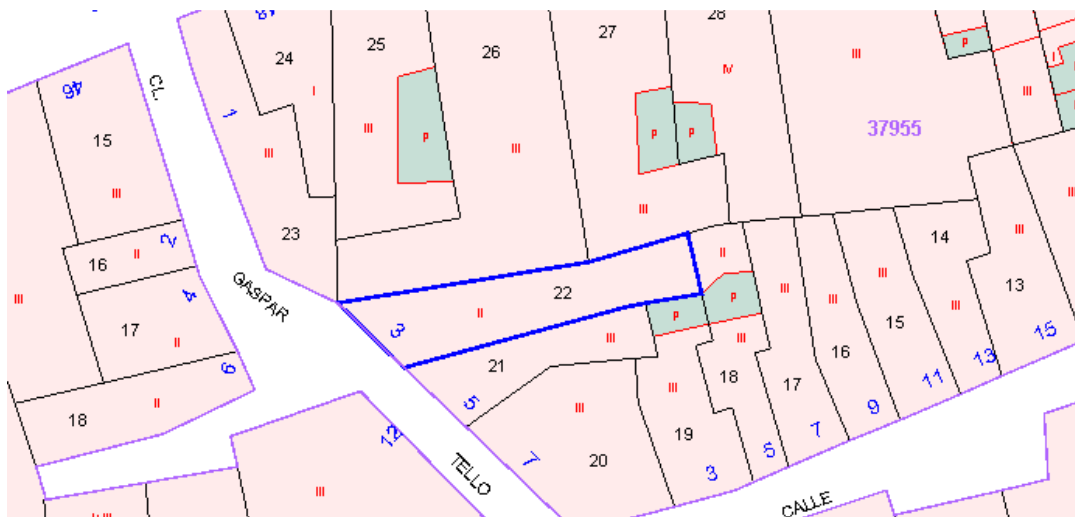 48
28
27
25
26
24
III
46
CL.
p
I
IV
1
37955
p
III
p
p
p
I
III
15
III
III
III
III
III
III
2
II
23
16
II
14
III
III
GASPAR
II
III
13
4
22
III
III
17
3
II
p
p
III
III
15
15
II
21
III
16
13
6
18
17
11
III
18
II
5
9
III
19
7
12
20
7
5
3
III
TELLO
CALLE